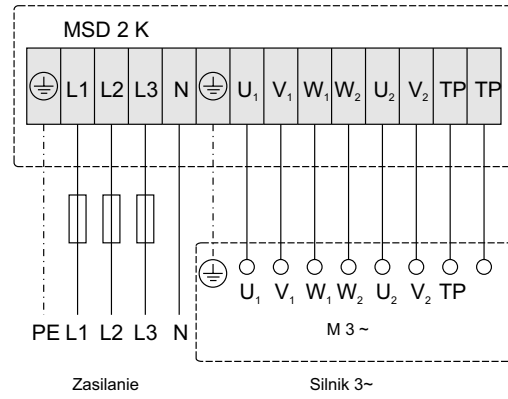 MSD 2 K
L1 L2 L3 N U₁ V₁ W₁ W₂ U₂ V₂ TP TP
U₁ V₁ W₁ W₂ U₂ V₂ TP
PE L1 L2 L3 N M 3 ~
Zasilanie Silnik 3~